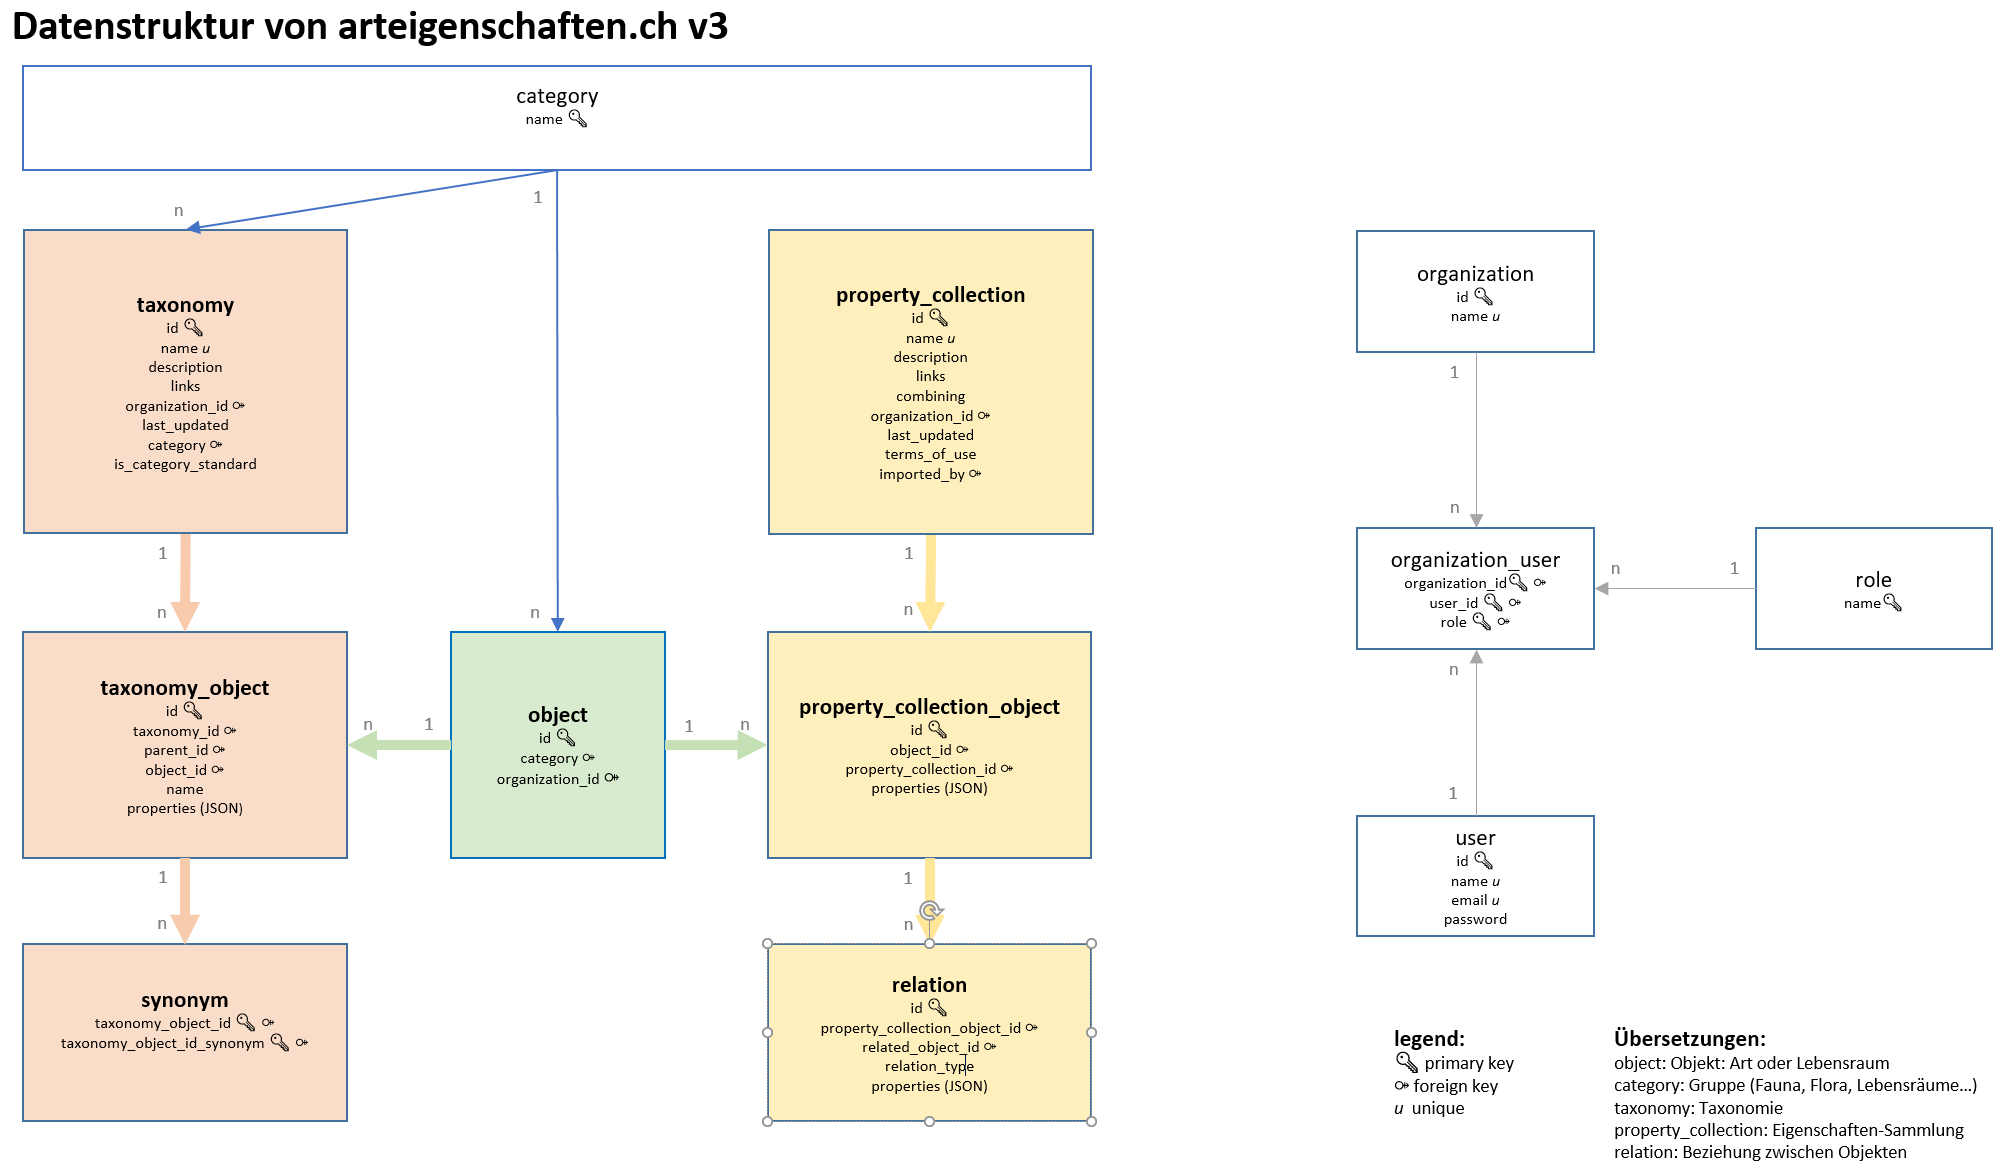 Datenstruktur von arteigenschaften.ch v3
category
name
1
n
taxonomy
id
name u
description
links
organization_id
last_updated
category
is_category_standard
property_collection
id
name u
description
links
combining
organization_id
last_updated
terms_of_use
imported_by
organization
id
name u
1
n
1
n
1
n
n
taxonomy_object
id
taxonomy_id
parent_id
object_id
name
properties (JSON)
n 1
object
id
category
organization_id
1 n
property_collection_object
id
object_id
property_collection_id
properties (JSON)
organization_user
organization_id
user_id
role
n 1
role
name
n
1
user
id
name u
email u
password
1
n
1
n
synonym
taxonomy_object_id
taxonomy_object_id_synonym
relation
id
property_collection_object_id
related_object_id
relation_type
properties (JSON)
legend:
primary key
foreign key
u unique
Übersetzungen:
object: Objekt: Art oder Lebensraum
category: Gruppe (Fauna, Flora, Lebensräume...)
taxonomy: Taxonomie
property_collection: Eigenschaften-Sammlung
relation: Beziehung zwischen Objekten